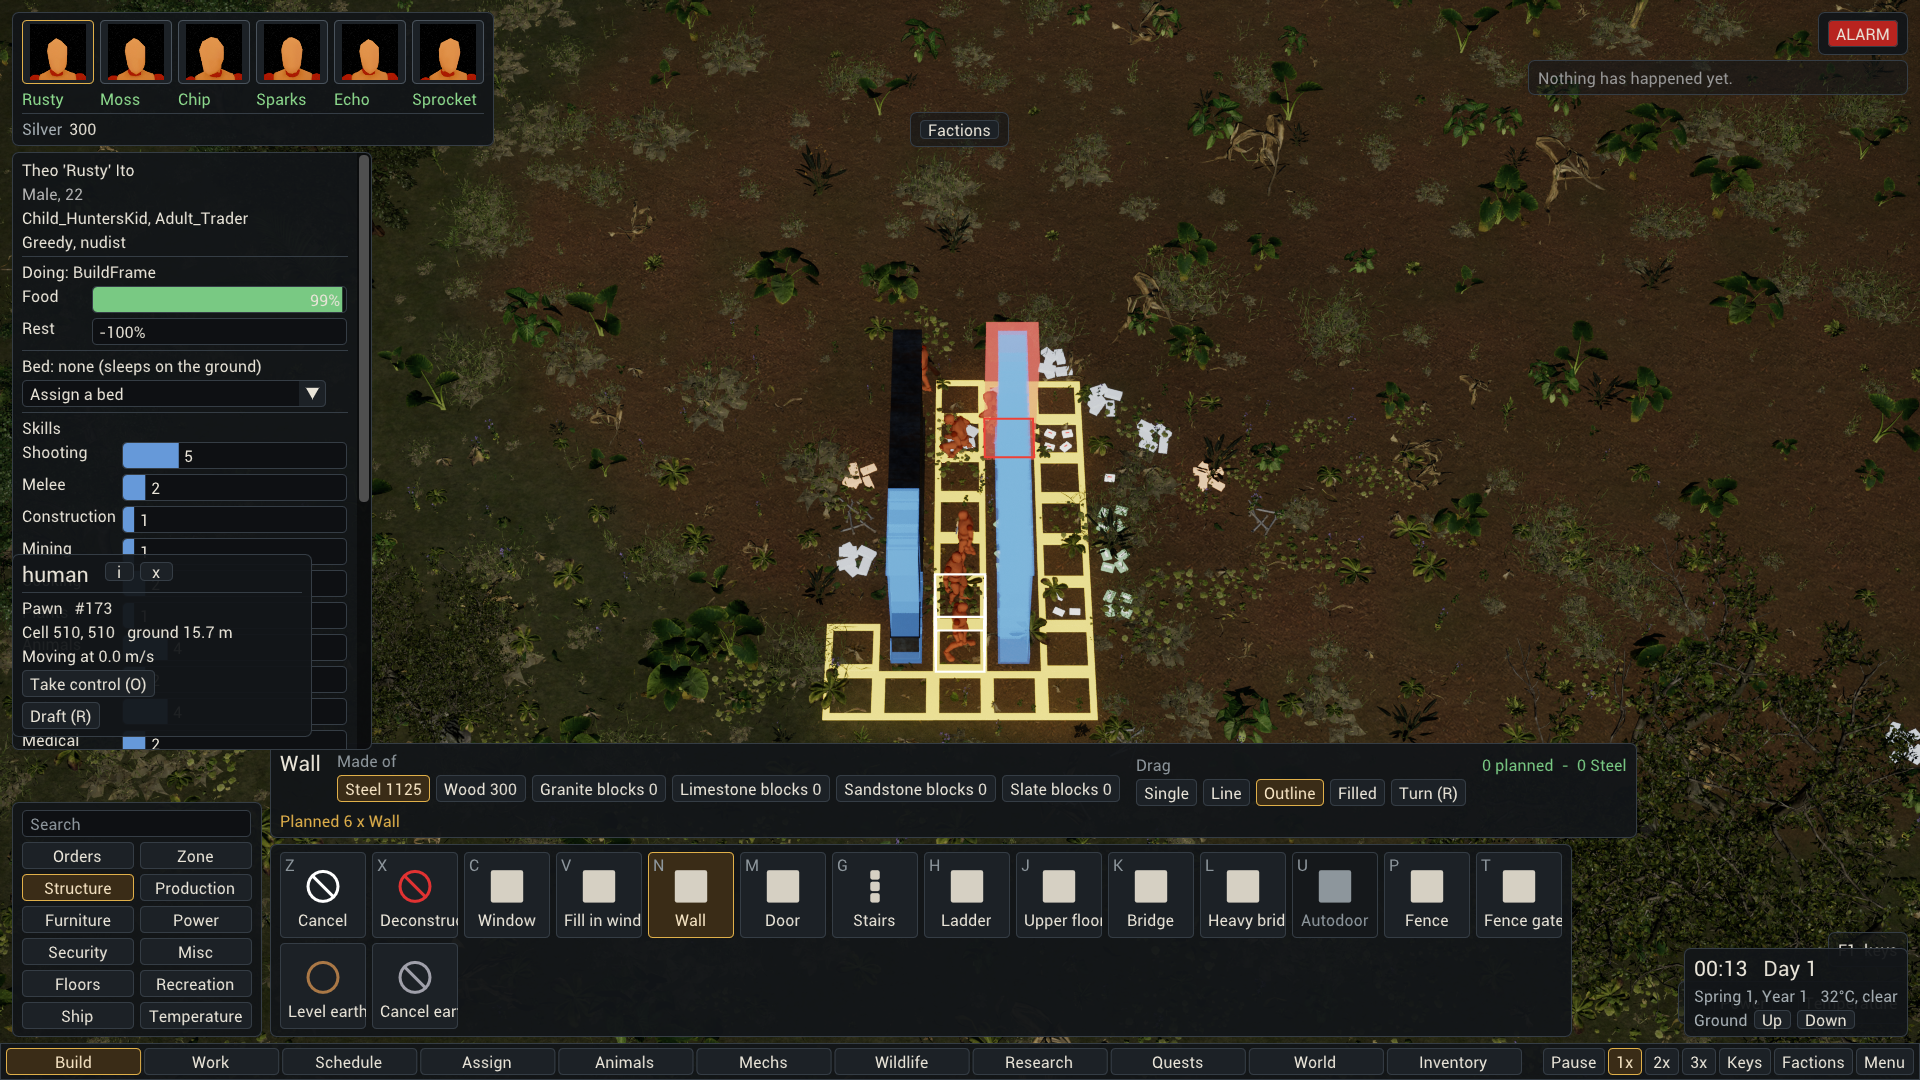 Rusty Moss Chip Sparks Echo Sprocket
Silver 300
ALARM
Nothing has happened yet.
Factions
Theo 'Rusty' Ito
Male, 22
Child_HuntersKid, Adult_Trader
Greedy, nudist
Doing: BuildFrame
Food 99%
Rest -100%
Bed: none (sleeps on the ground)
Assign a bed
Skills
Shooting 5
Melee 2
Construction 1
Mining 1
human i x
Pawn #173
Cell 510, 510 ground 15.7 m
Moving at 0.0 m/s
4
Take control (O)
Draft (R)
4
Medical 2
Wall Made of
Steel 1125 Wood 300 Granite blocks 0 Limestone blocks 0 Sandstone blocks 0 Slate blocks 0
Planned 6 x Wall
Drag
Single Line Outline Filled Turn (R)
0 planned - 0 Steel
Search
Orders Zone
Structure Production
Furniture Power
Security Misc
Floors Recreation
Ship Temperature
Z Cancel
X Deconstru
C Window
V Fill in wind
N Wall
M Door
G Stairs
H Ladder
J Upper floor
K Bridge
L Heavy brid
U Autodoor
P Fence
T Fence gate
Level earth
Cancel ear
F1 keys
00:13 Day 1
Spring 1, Year 1 32°C, clear
Ground Up Down
Build Work Schedule Assign Animals Mechs Wildlife Research Quests World Inventory Pause 1x 2x 3x Keys Factions Menu